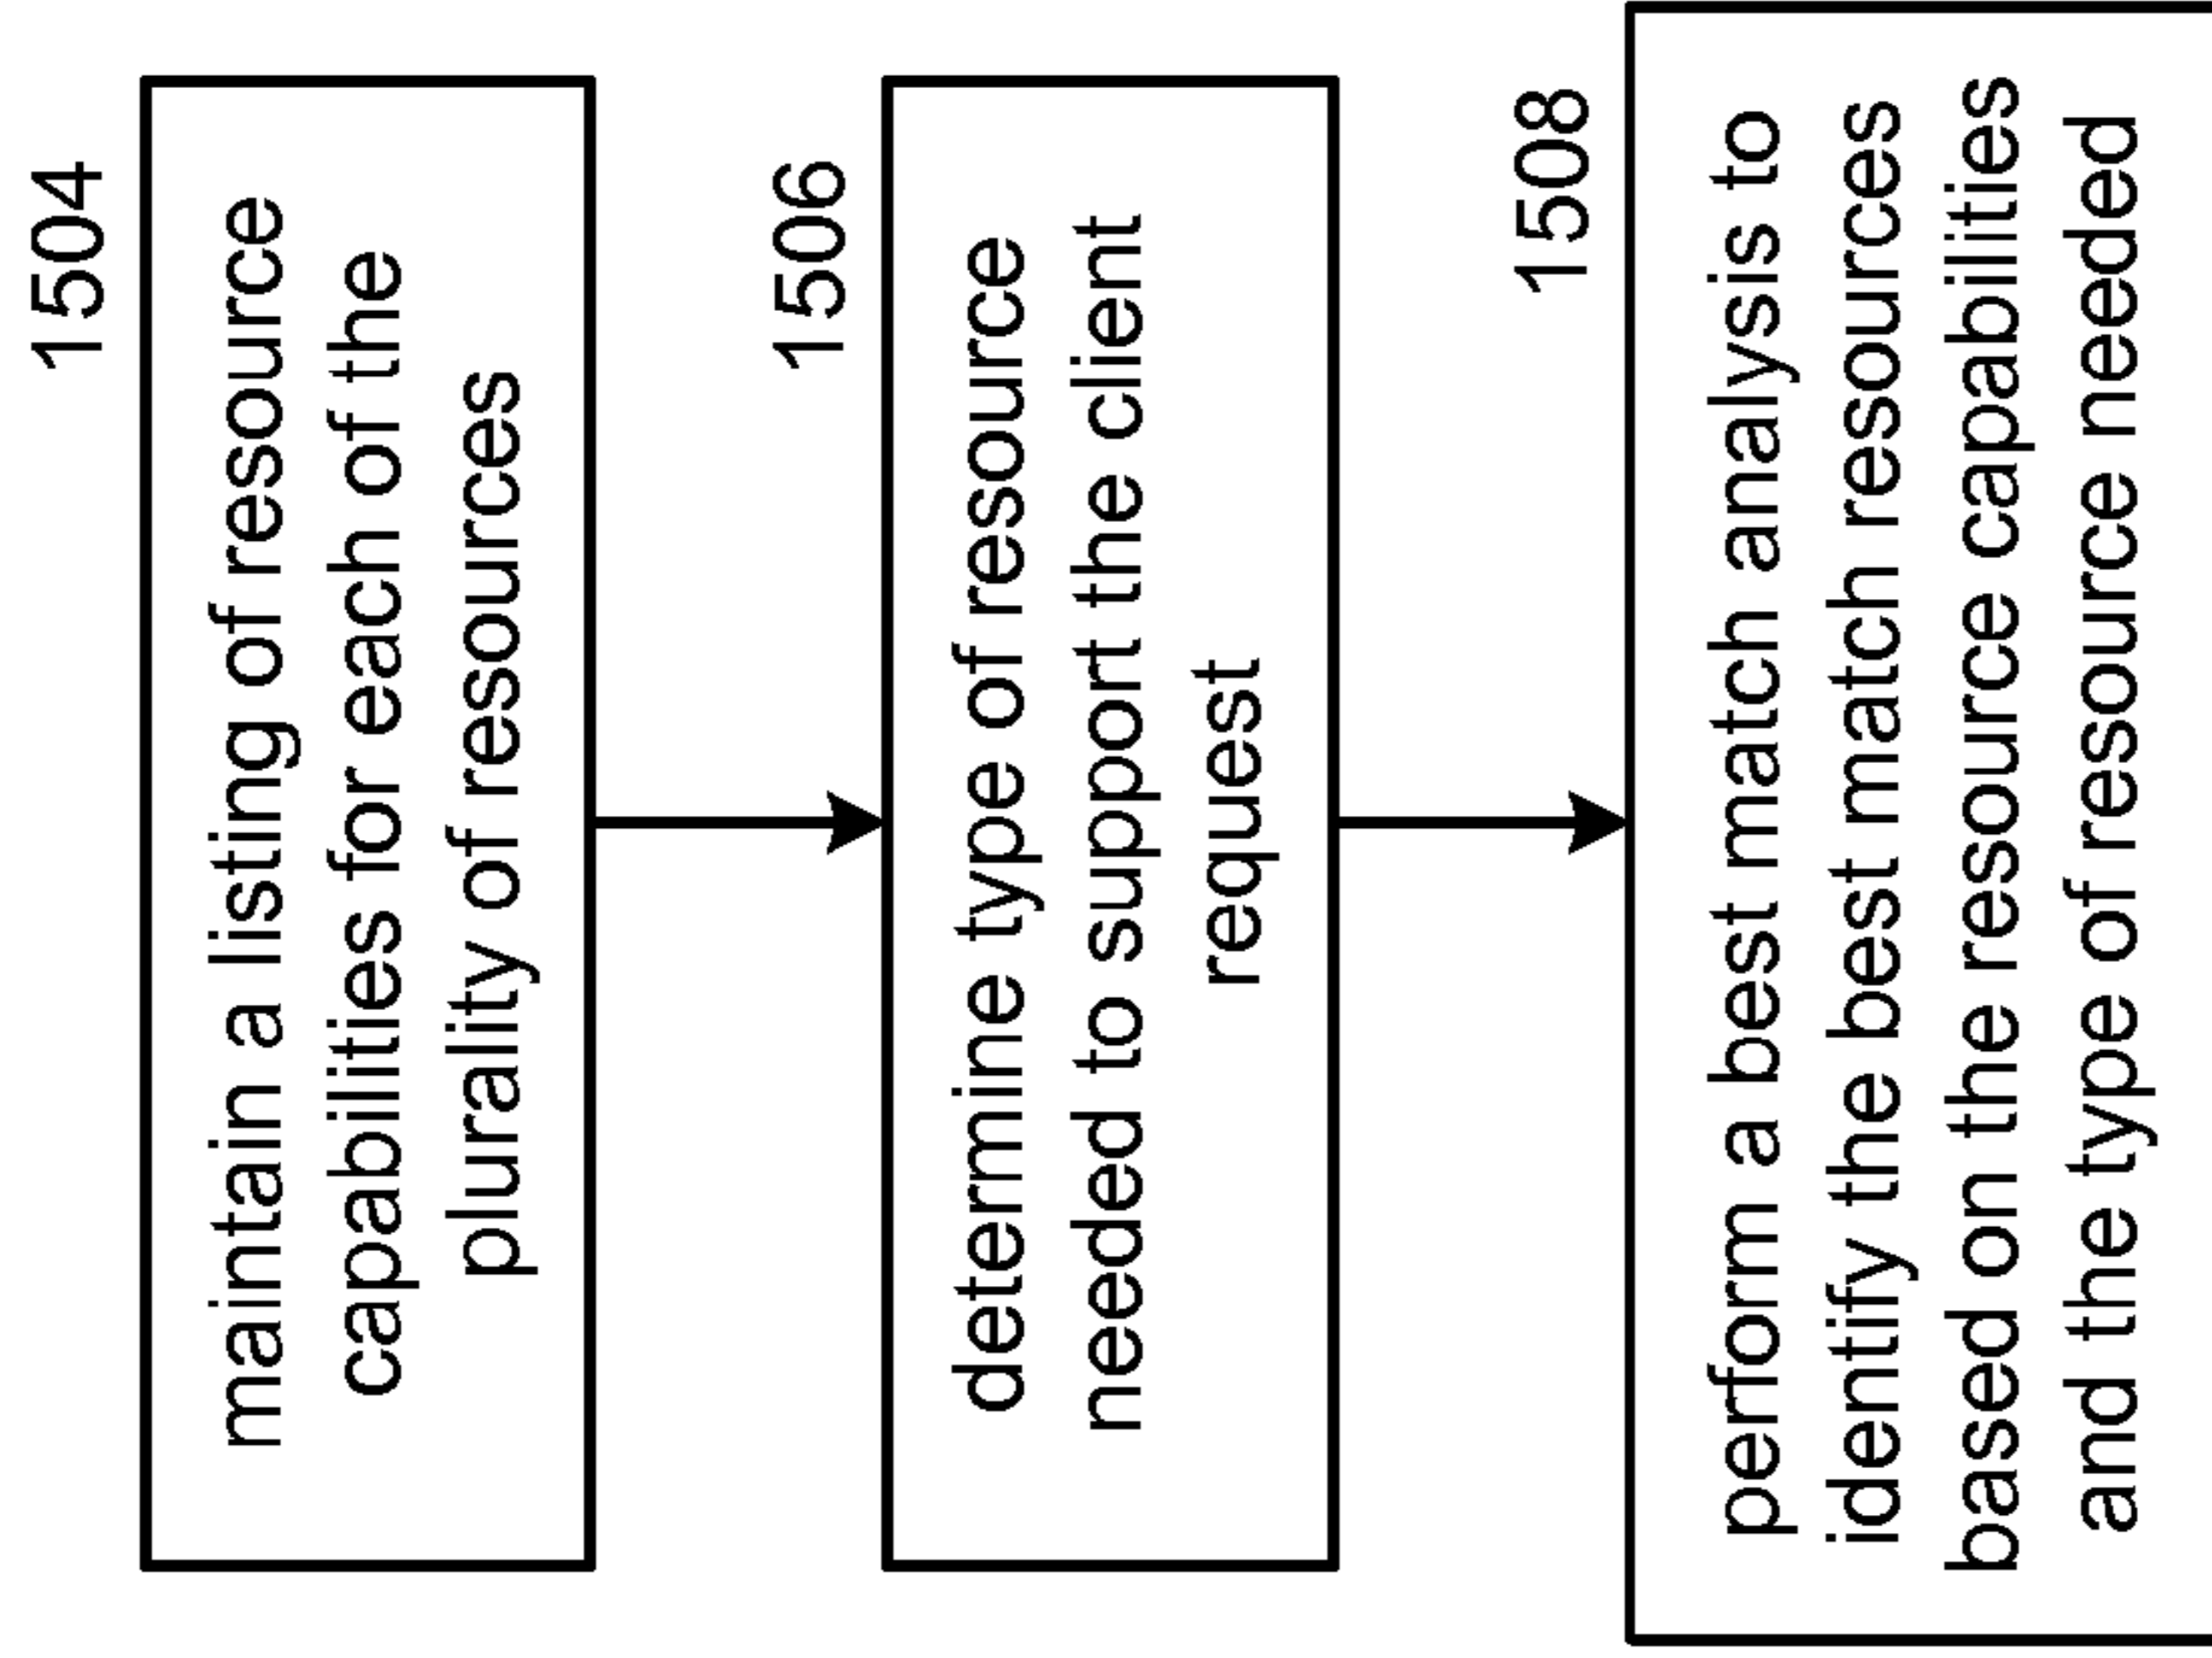 1504
maintain a listing of resource
capabilities for each of the
plurality of resources
1506
determine type of resource
needed to support the client
request
1508
perform a best match analysis to
identify the best match resources
based on the resource capabilities
and the type of resource needed